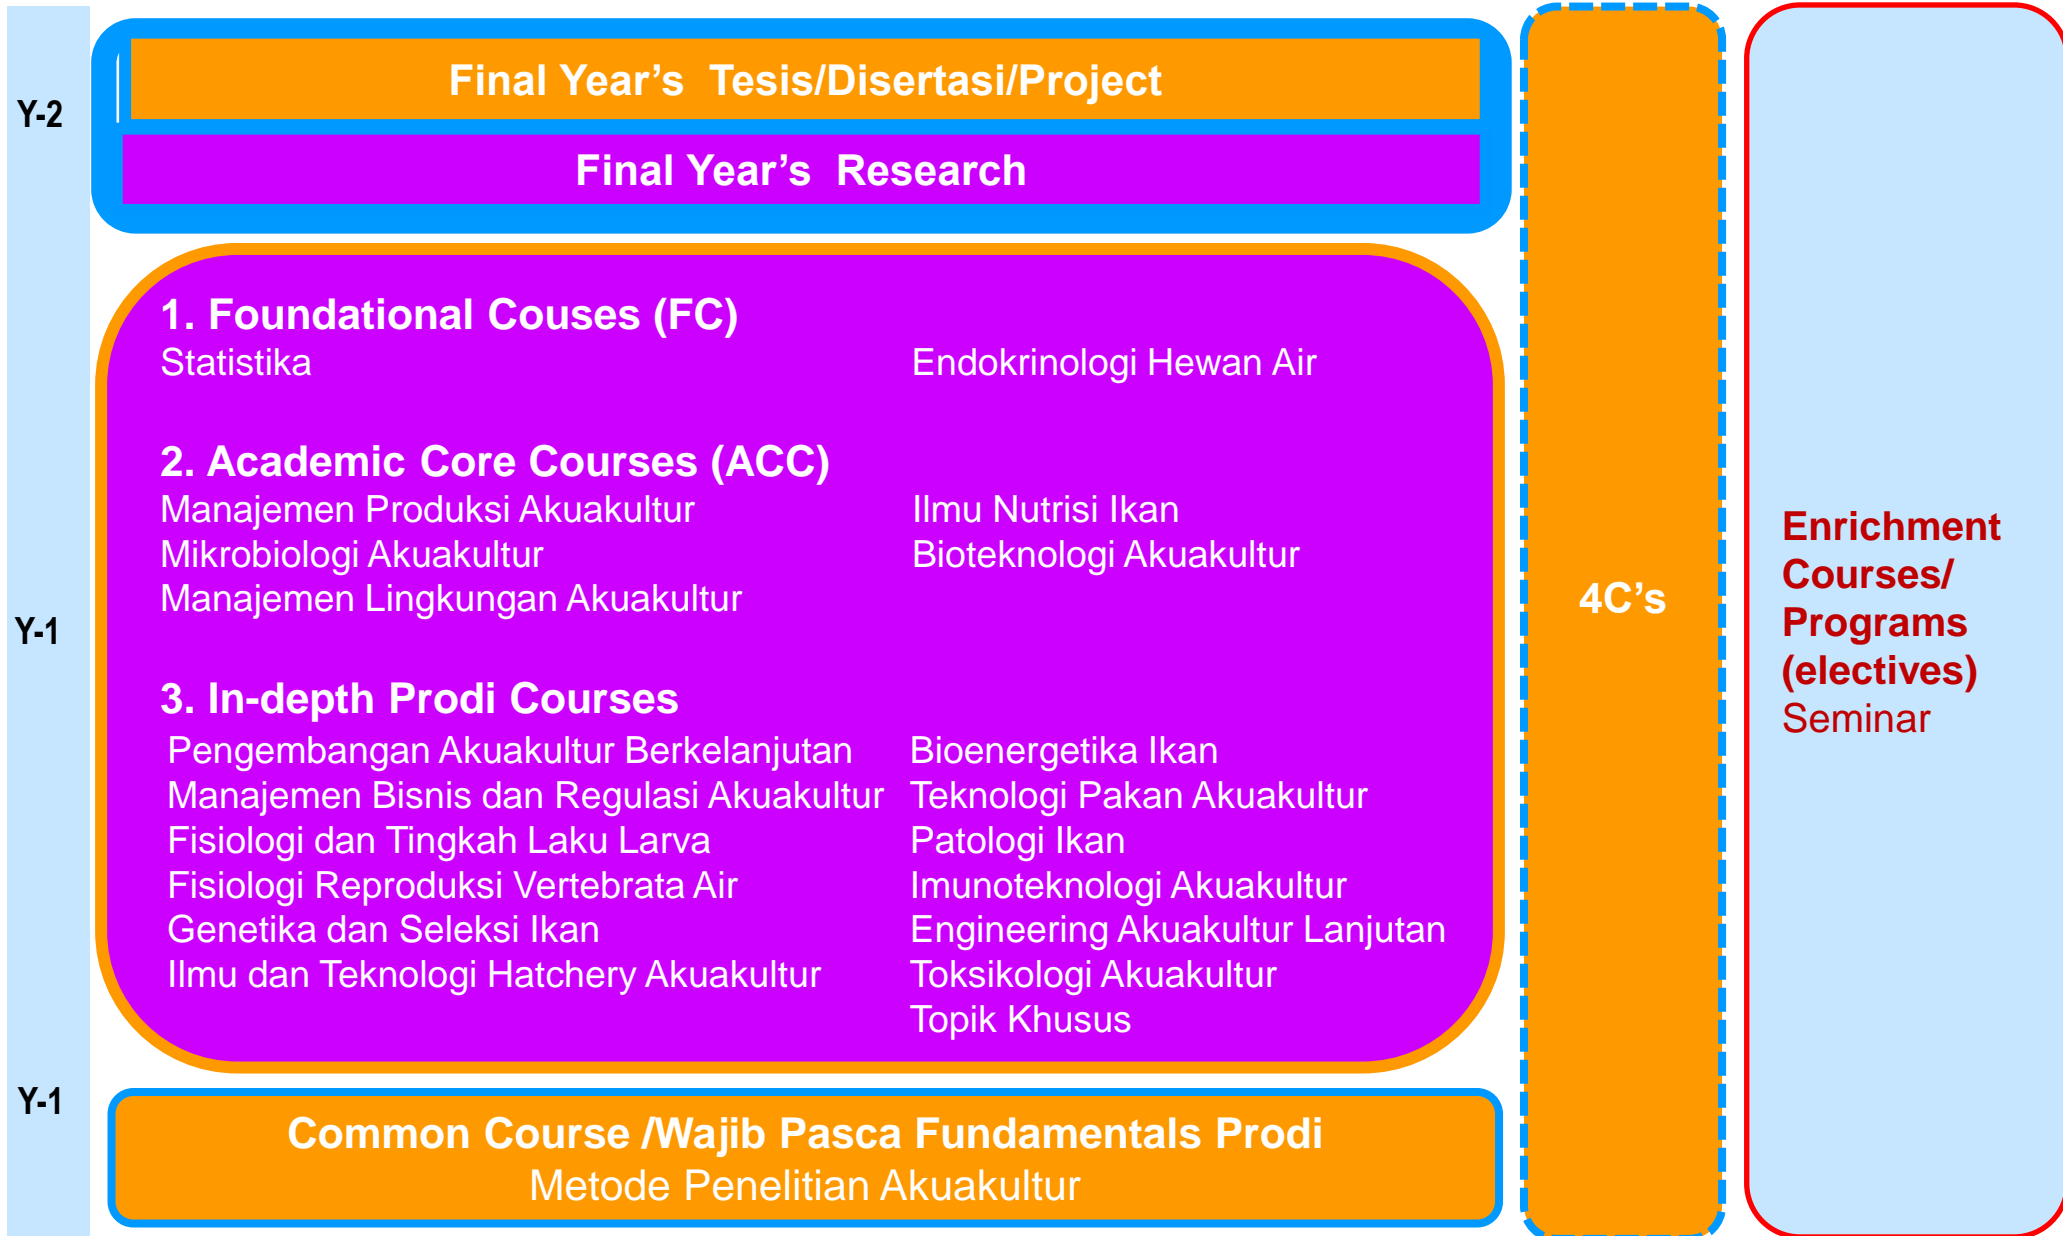 Y-2
Final Year’s Tesis/Disertasi/Project
Final Year’s Research
Y-1
1. Foundational Couses (FC)
Statistika
Endokrinologi Hewan Air
2. Academic Core Courses (ACC)
Manajemen Produksi Akuakultur
Mikrobiologi Akuakultur
Manajemen Lingkungan Akuakultur
Ilmu Nutrisi Ikan
Bioteknologi Akuakultur
3. In-depth Prodi Courses
Pengembangan Akuakultur Berkelanjutan
Manajemen Bisnis dan Regulasi Akuakultur
Fisiologi dan Tingkah Laku Larva
Fisiologi Reproduksi Vertebrata Air
Genetika dan Seleksi Ikan
Ilmu dan Teknologi Hatchery Akuakultur
Bioenergetika Ikan
Teknologi Pakan Akuakultur
Patologi Ikan
Imunoteknologi Akuakultur
Engineering Akuakultur Lanjutan
Toksikologi Akuakultur
Topik Khusus
Y-1
Common Course /Wajib Pasca Fundamentals Prodi
Metode Penelitian Akuakultur
4C’s
Enrichment
Courses/
Programs
(electives)
Seminar